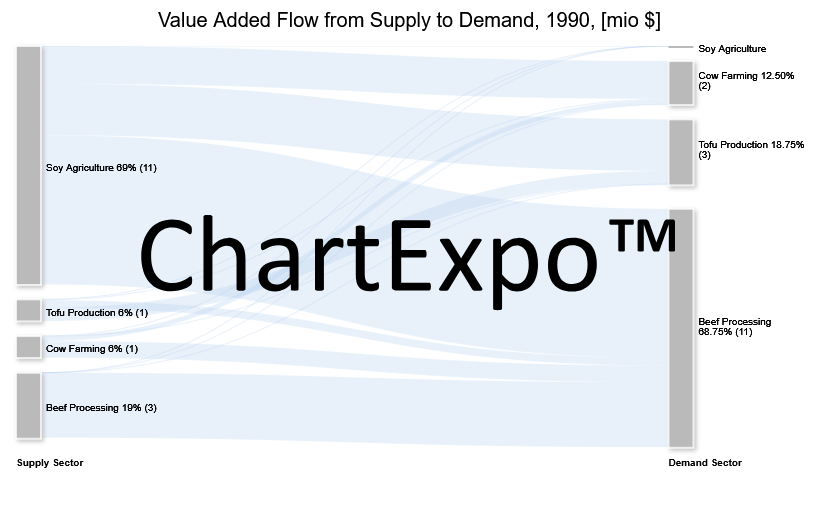 Value Added Flow from Supply to Demand, 1990, [mio $]
Soy Agriculture
Cow Farming 12.50%
(2)
Tofu Production 18.75%
(3)
Soy Agriculture 69% (11)
ChartExpo™
Tofu Production 6% (1)
Beef Processing
68.75% (11)
Cow Farming 6% (1)
Beef Processing 19% (3)
Supply Sector
Demand Sector